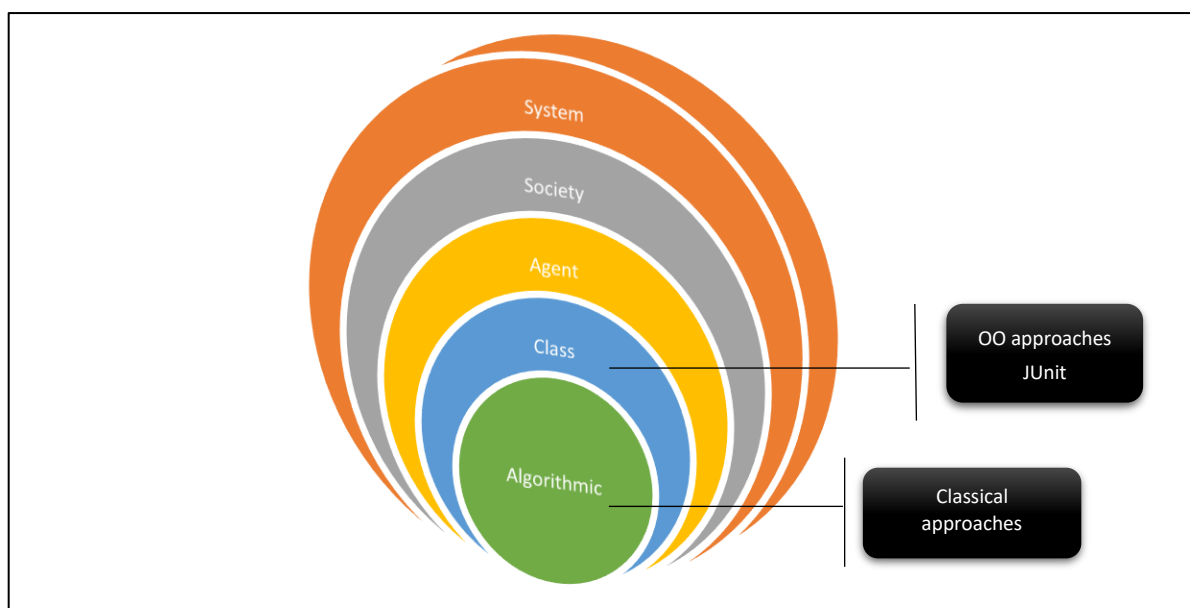 System
Society
Agent
Class
Algorithmic
OO approaches
JUnit
Classical
approaches